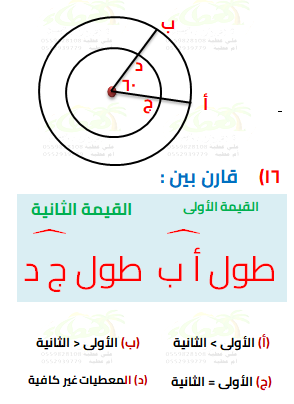 ب
د
٦٠
ج
أ
١٦) قارن بين :
القيمة الأولى القيمة الثانية
طول أ ب طول ج د
(أ) الأولى > الثانية (ب) الأولى < الثانية
(ج) الأولى = الثانية (د) المعطيات غير كافية